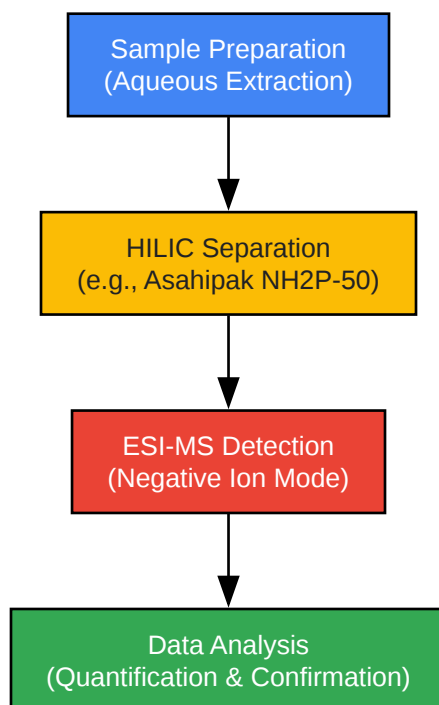 Sample Preparation
(Aqueous Extraction)
HILIC Separation
(e.g., Asahipak NH2P-50)
ESI-MS Detection
(Negative Ion Mode)
Data Analysis
(Quantification & Confirmation)